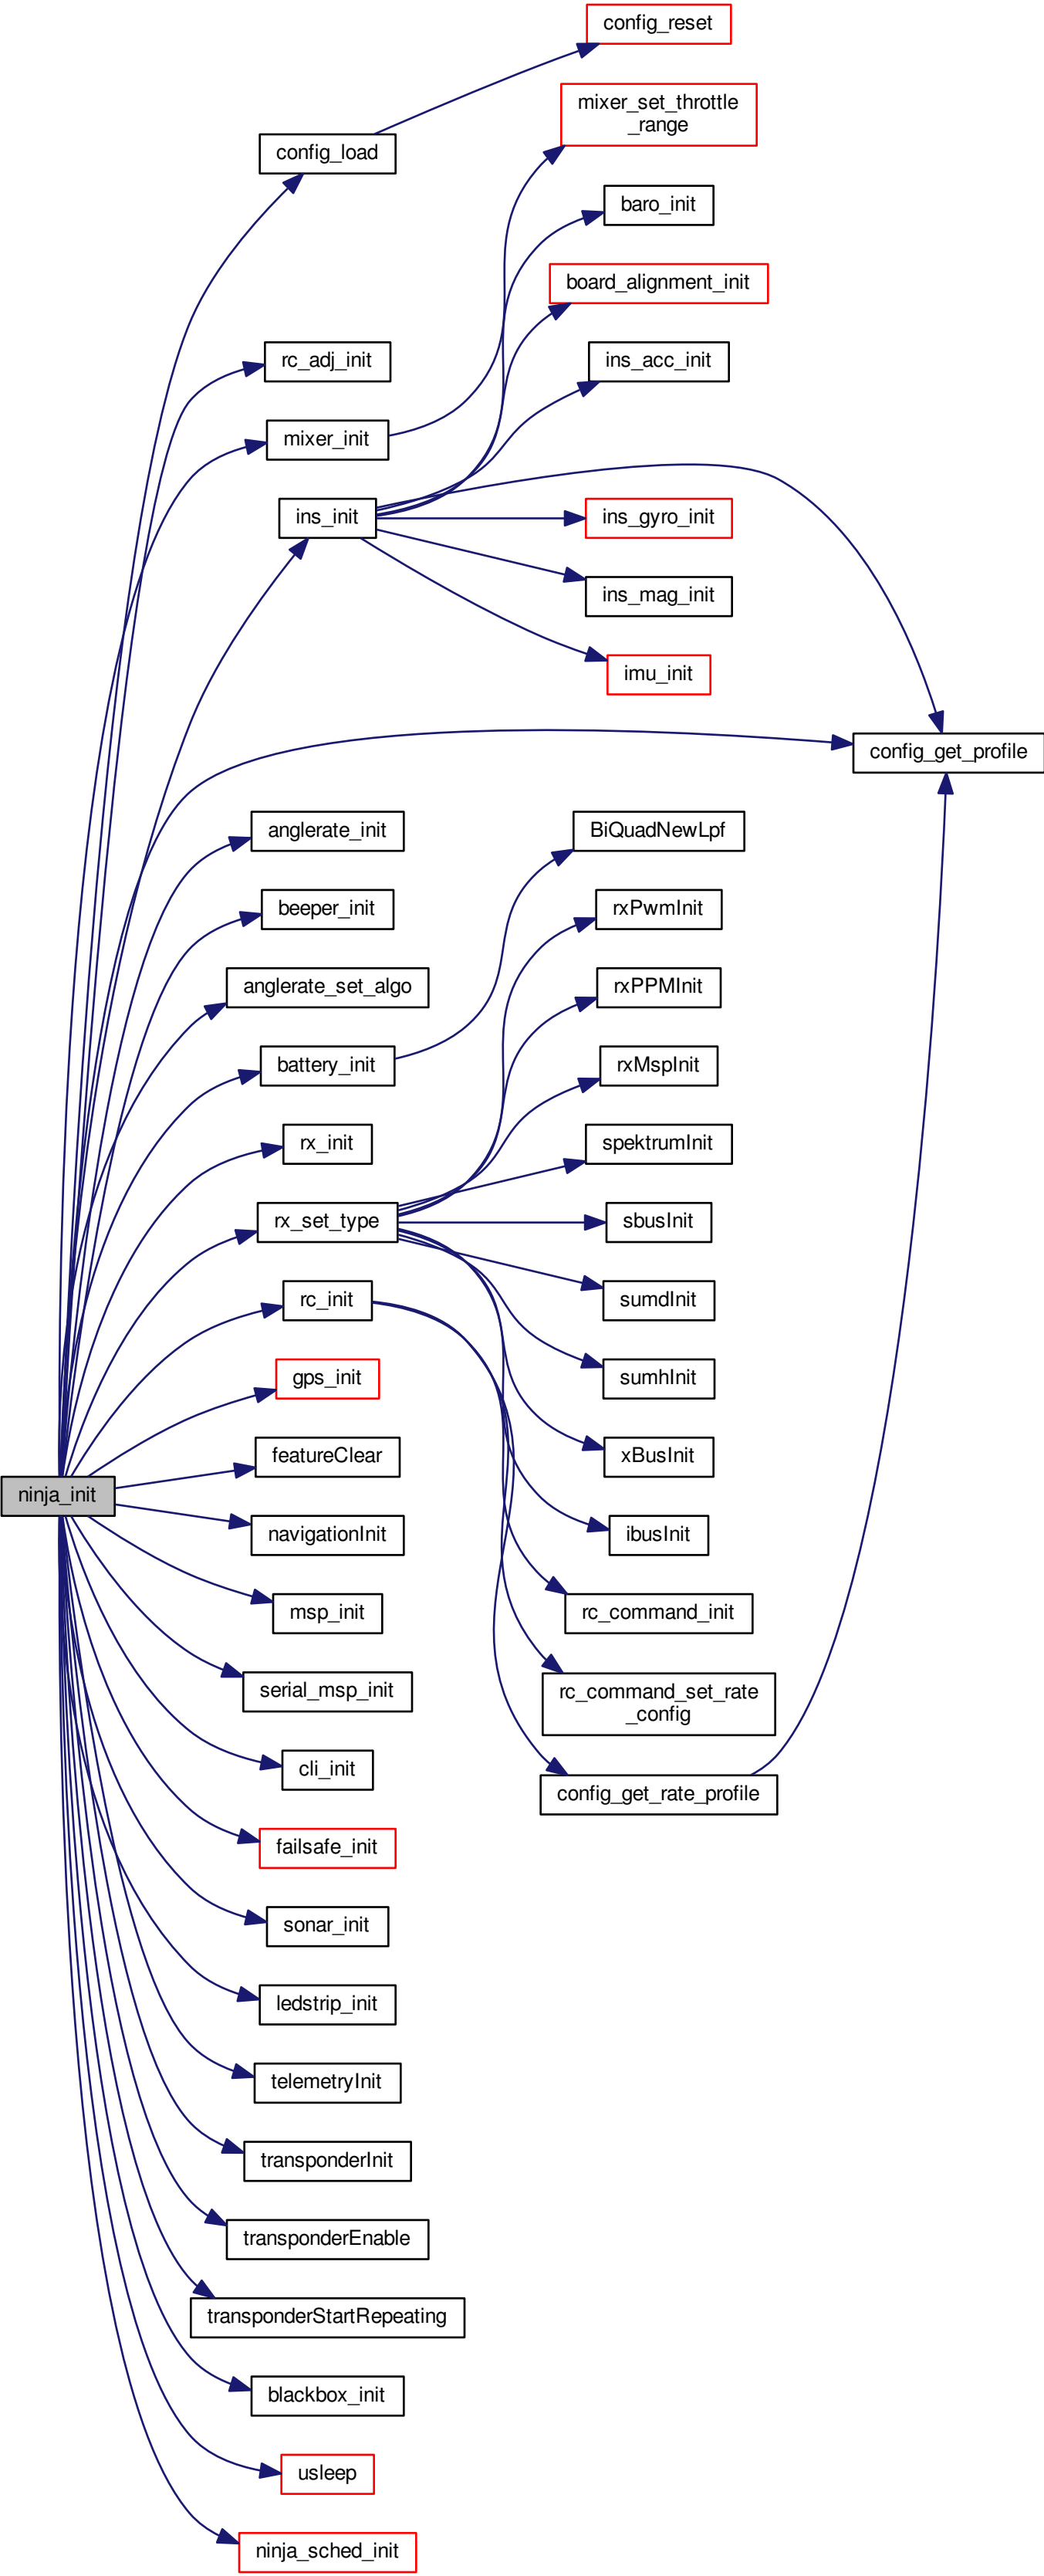 config_reset
mixer_set_throttle
_range
config_load
baro_init
board_alignment_init
rc_adj_init
ins_acc_init
mixer_init
ins_init
ins_gyro_init
ins_mag_init
imu_init
config_get_profile
anglerate_init
BiQuadNewLpf
beeper_init
rxPwmInit
anglerate_set_algo
rxPPMInit
battery_init
rxMspInit
rx_init
spektrumInit
rx_set_type
sbusInit
rc_init
sumdInit
gps_init
sumhInit
featureClear
xBusInit
ninja_init
navigationInit
ibusInit
msp_init
rc_command_init
serial_msp_init
rc_command_set_rate
_config
cli_init
config_get_rate_profile
failsafe_init
sonar_init
ledstrip_init
telemetryInit
transponderInit
transponderEnable
transponderStartRepeating
blackbox_init
usleep
ninja_sched_init